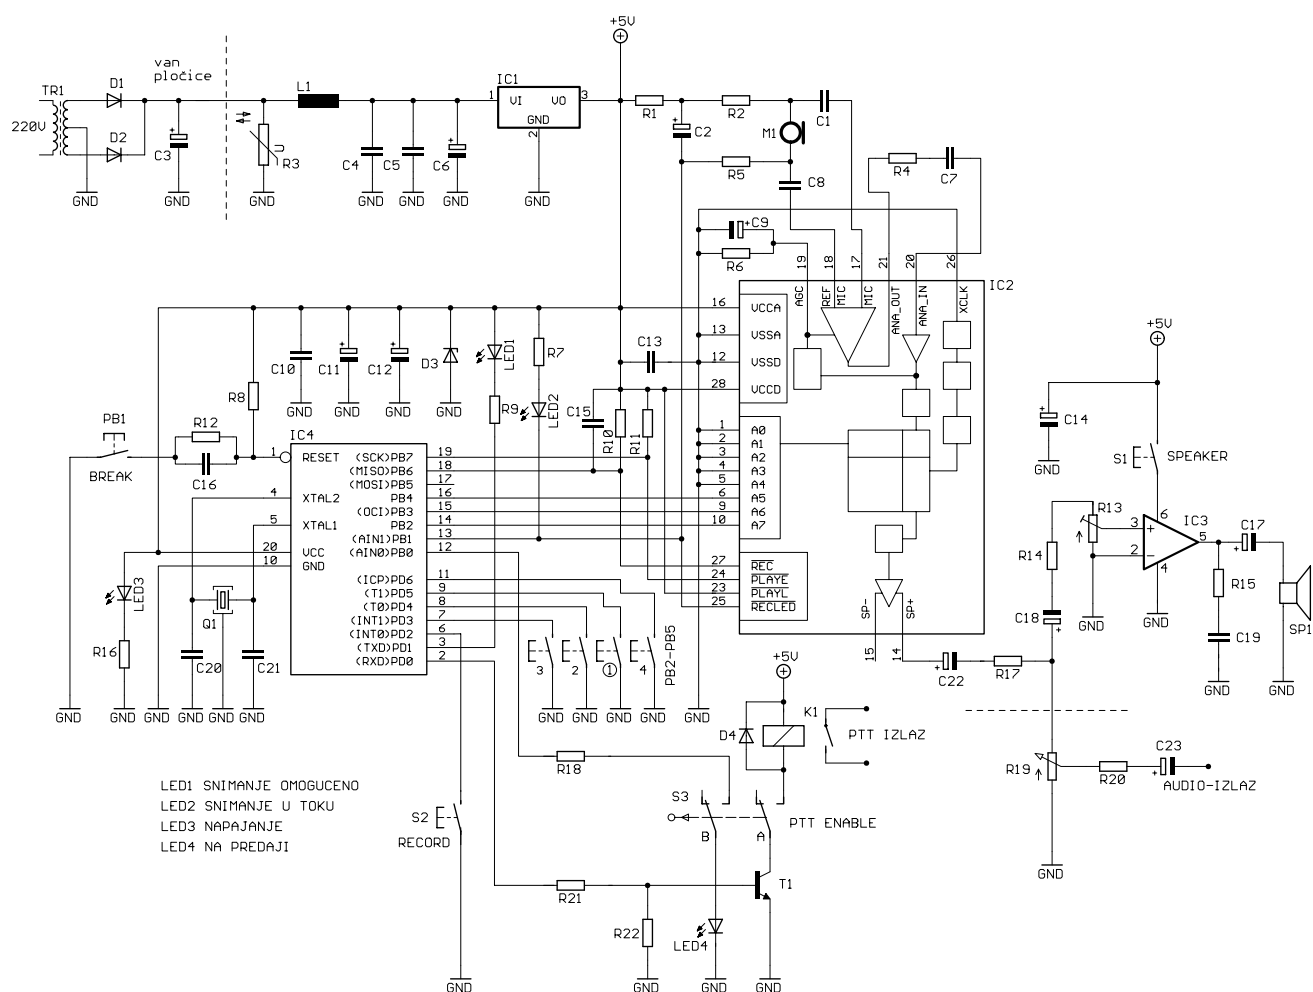 +5V
van
pločice
TR1
D1
L1
IC1
1
VI
VO
3
GND
2
R1
R2
C1
220V
D2
C3
U
R3
C4
C5
C6
C2
M1
R5
C8
R4
C7
GND
GND
GND
GND
GND
GND
GND
C9
R6
19
18
17
21
20
26
AGC
REF
MIC
MIC
ANA_OUT
ANA_IN
XCLK
IC2
16
VCCA
13
VSSA
12
VSSD
28
VCCD
C13
C10
C11
C12
D3
LED1
R7
R8
R9
LED2
C15
R10
R11
GND
GND
GND
GND
+5V
C14
GND
S1
SPEAKER
PB1
BREAK
R12
C16
IC4
1
RESET
4
XTAL2
5
XTAL1
20
VCC
10
GND
(SCK)PB7
19
(MISO)PB6
18
(MOSI)PB5
17
PB4
16
(OCI)PB3
15
PB2
14
(AIN1)PB1
13
(AIN0)PB0
12
(ICP)PD6
11
(T1)PD5
9
(T0)PD4
8
(INT1)PD3
7
(INT0)PD2
6
(TXD)PD1
3
(RXD)PD0
2
1
A0
2
A1
3
A2
4
A3
5
A4
6
A5
9
A6
10
A7
27
REC
24
PLAYE
23
PLAYL
25
RECLED
SP-
SP+
15
14
R13
3
2
6
5
4
IC3
C17
R14
R15
C18
GND
GND
C19
SP1
GND
GND
LED3
R16
Q1
C20
C21
GND
GND
GND
GND
GND
GND
3
2
1
4
PB2-PB5
GND
GND
GND
GND
GND
+5V
C22
R17
D4
K1
PTT IZLAZ
R18
R19
R20
C23
AUDIO-IZLAZ
GND
LED1 SNIMANJE OMOGUCENO
LED2 SNIMANJE U TOKU
LED3 NAPAJANJE
LED4 NA PREDAJI
S2
RECORD
S3
B
A
PTT ENABLE
R21
T1
R22
LED4
GND
GND
GND
GND